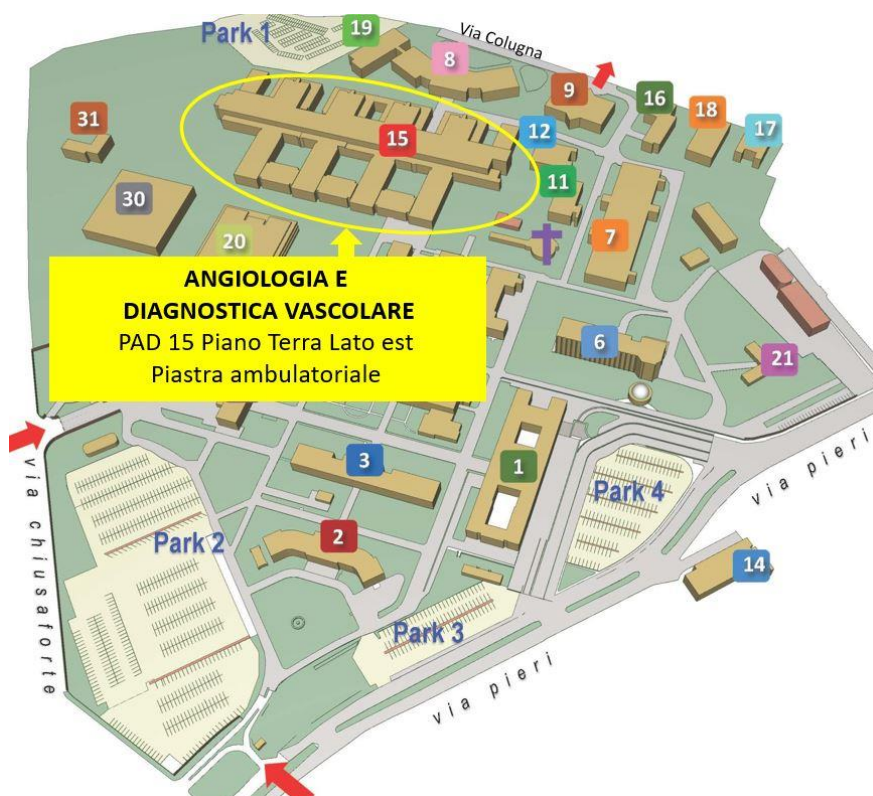 Park 1
19
Via Colugna
8
9
16
18
17
31
15
12
11
30
20
7
ANGIOLOGIA E
DIAGNOSTICA VASCOLARE
PAD 15 Piano Terra Lato est
Piastra ambulatoriale
6
21
3
1
Park 4
via pieri
via chiusaforte
Park 2
2
14
Park 3
via pieri